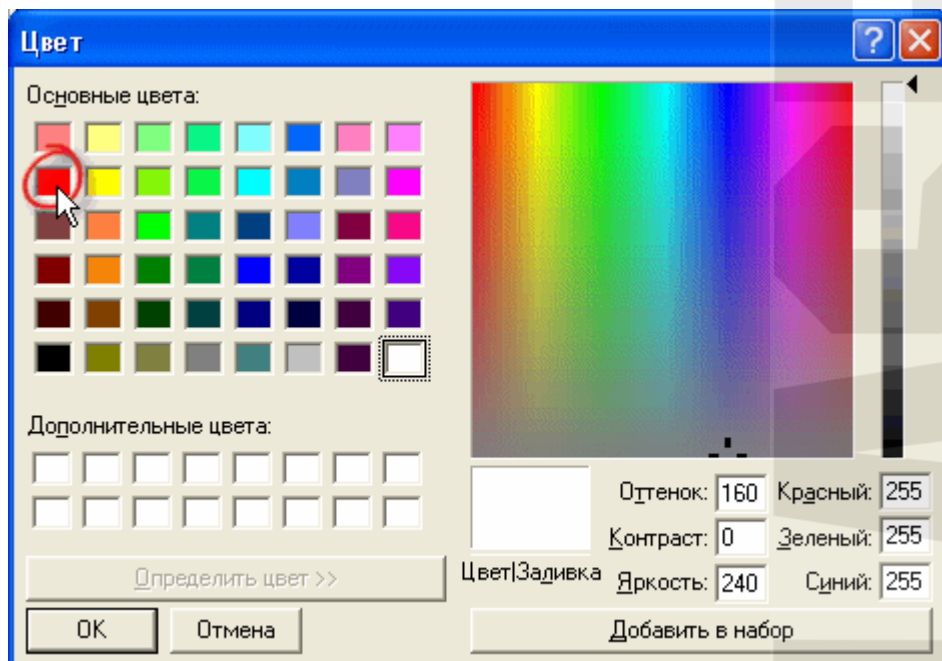 Цвет
Основные цвета:
Дополнительные цвета:
Определить цвет >>
OK
Отмена
Цвет|Заливка
Оттенок: 160
Контраст: 0
Яркость: 240
Красный: 255
Зеленый: 255
Синий: 255
Добавить в набор